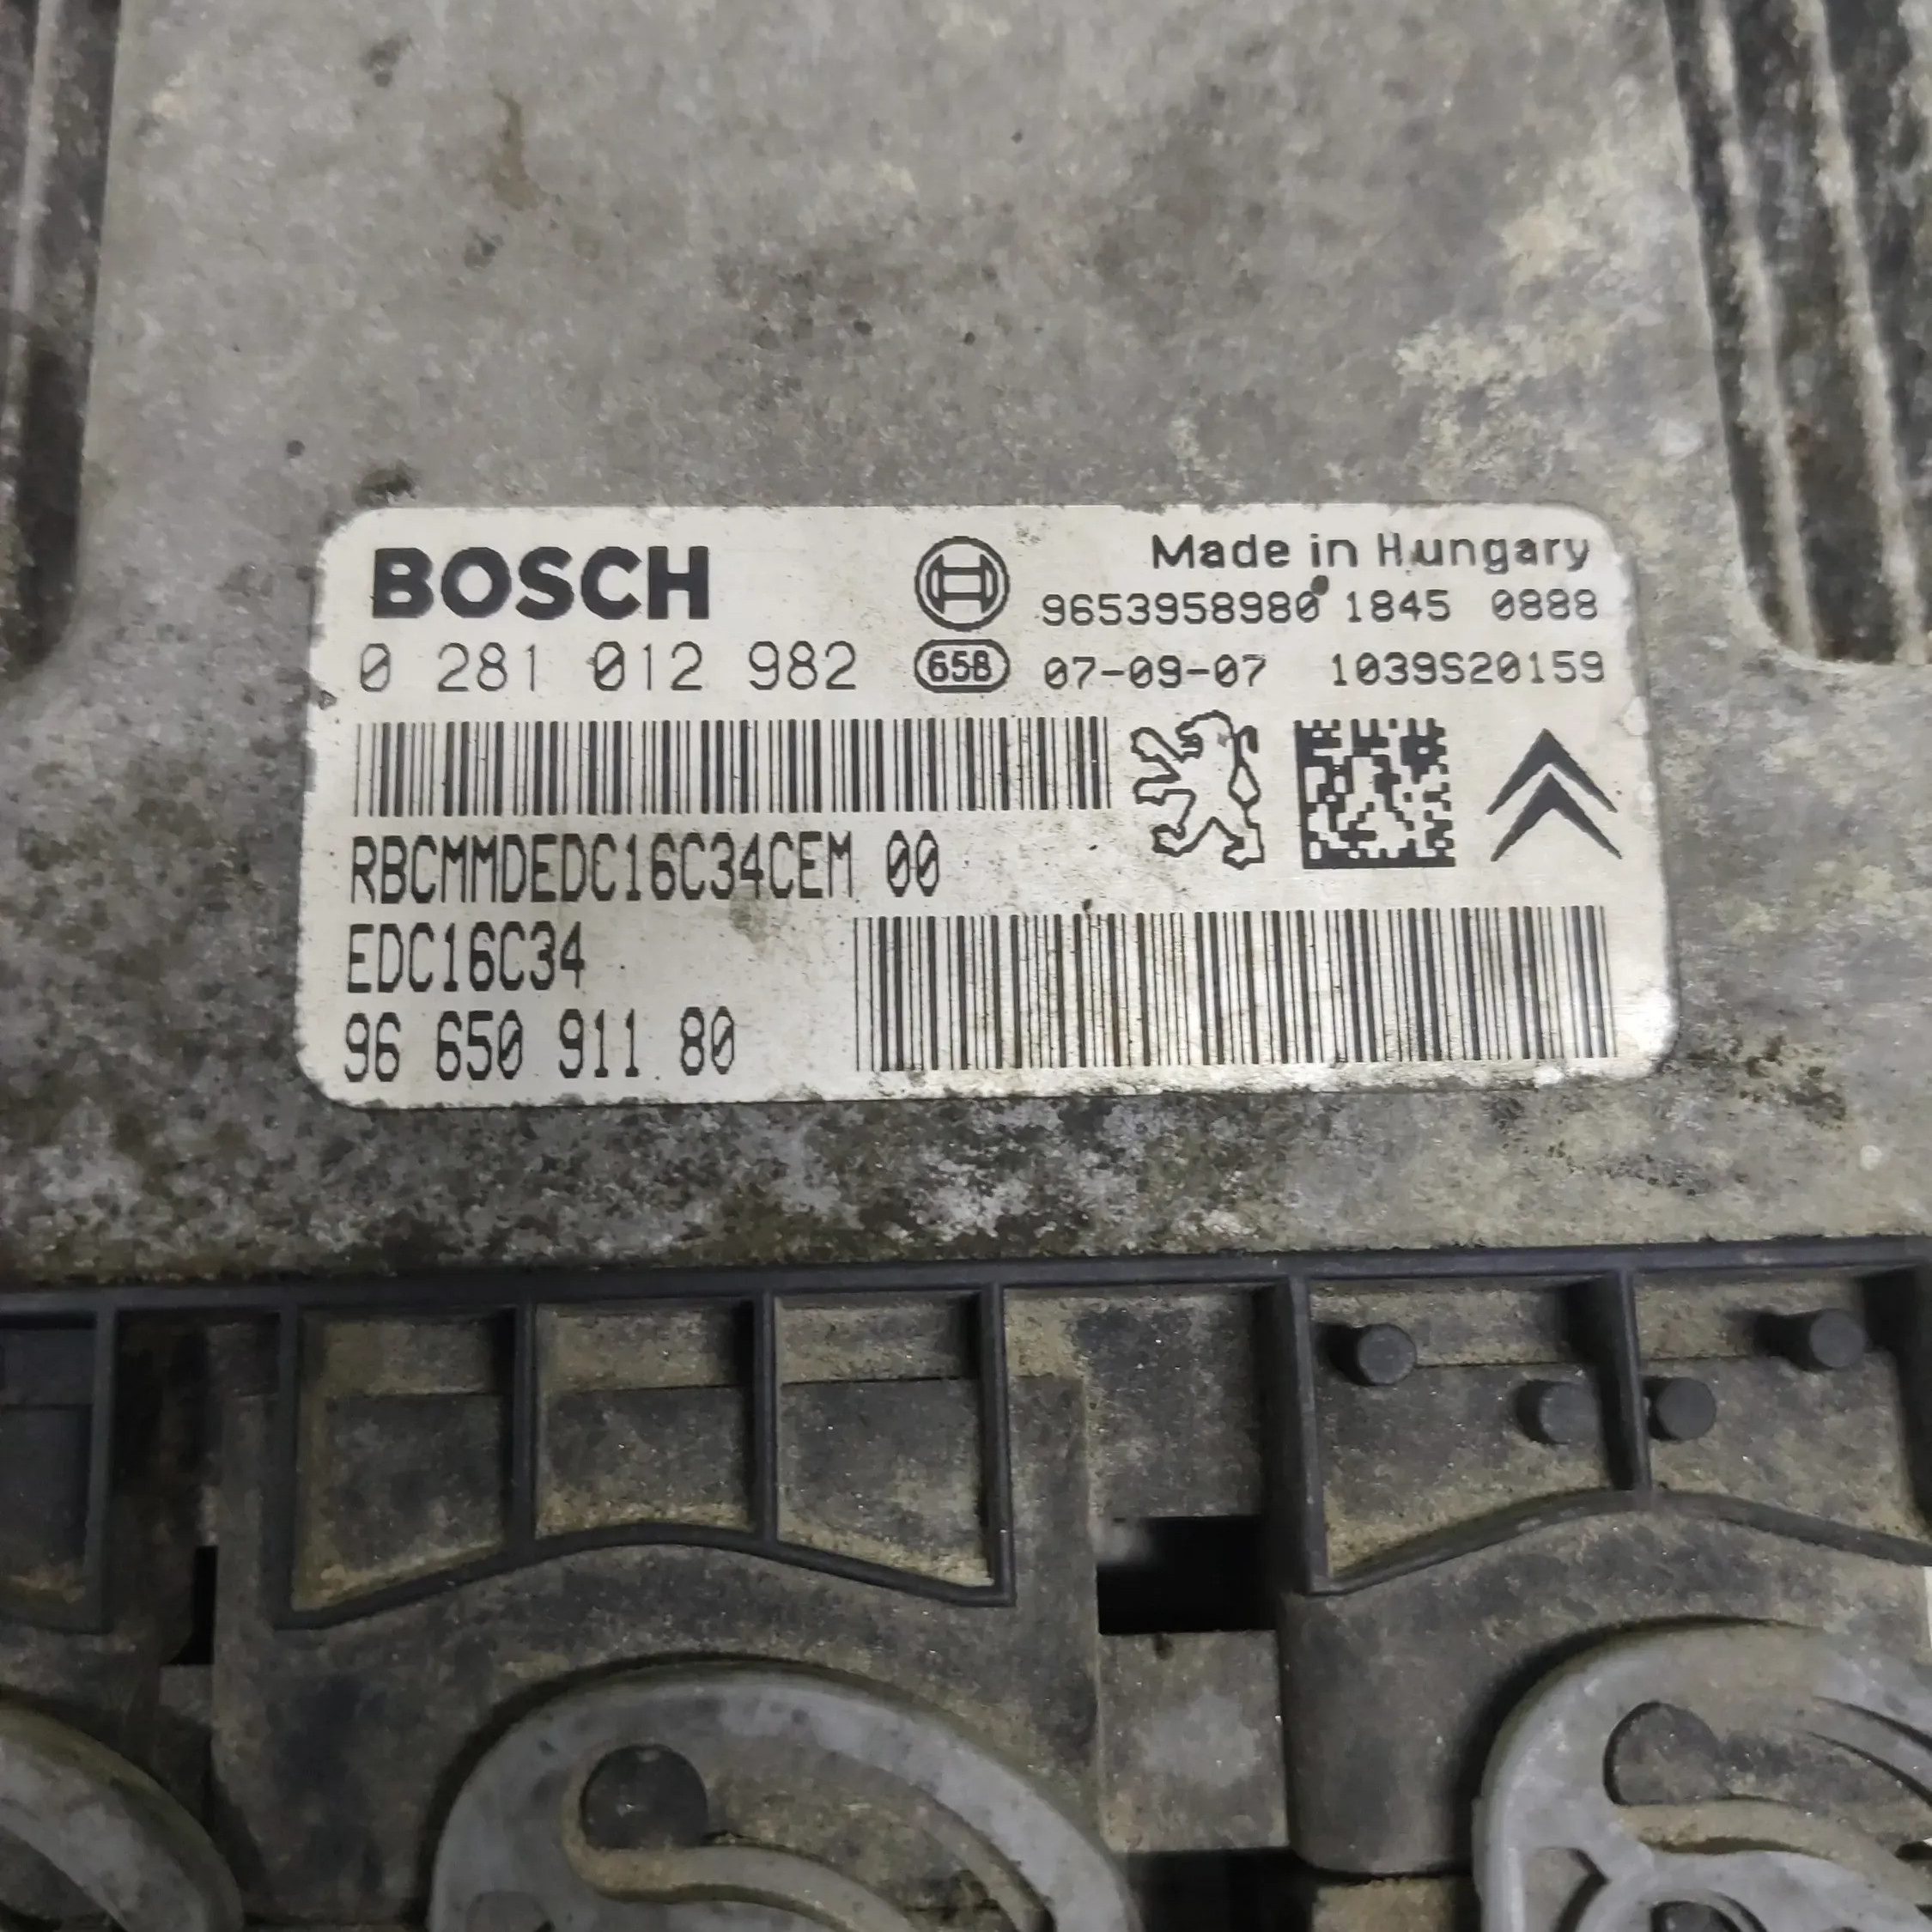 BOSCH
Made in Hungary
9653958980 1845 0888
0 281 012 982
658
07-09-07 1039S20159
RBCMMDEDC16C34CEM 00
EDC16C34
96 650 911 80